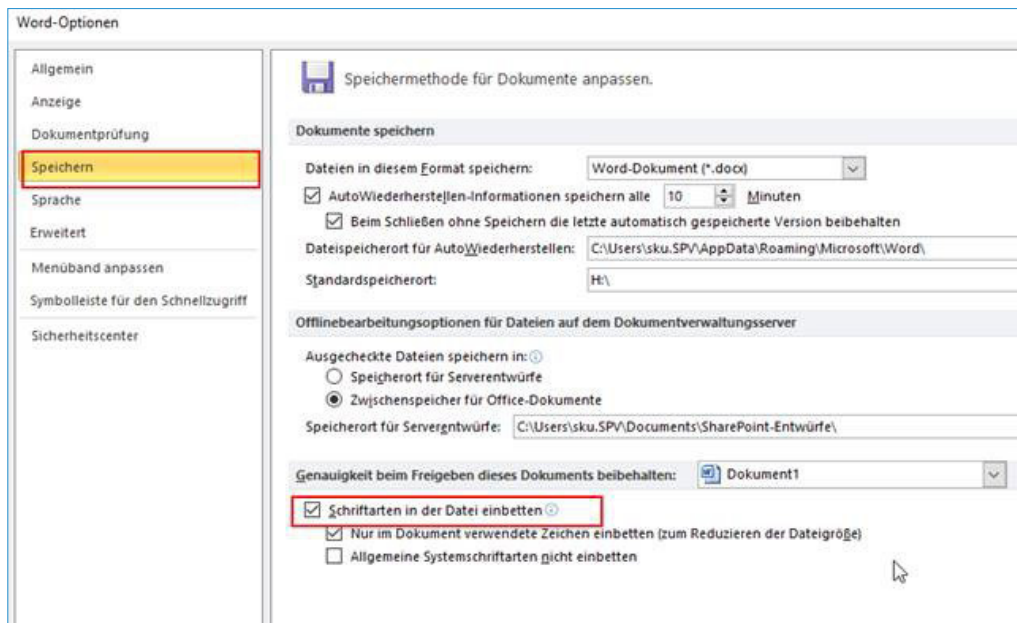 Word-Optionen
Allgemein
Anzeige
Dokumentprüfung
Speichern
Sprache
Erweitert
Menüband anpassen
Symbolleiste für den Schnellzugriff
Sicherheitscenter
Speichermethode für Dokumente anpassen.
Dokumente speichern
Dateien in diesem Format speichern: Word-Dokument (*.docx)
AutoWiederherstellen-Informationen speichern alle 10 Minuten
Beim Schließen ohne Speichern die letzte automatisch gespeicherte Version beibehalten
Dateispeicherort für AutoWiederherstellen: C:\Users\sku.SPV\AppData\Roaming\Microsoft\Word\
Standardspeicherort: H:\
Offlinebearbeitungsoptionen für Dateien auf dem Dokumentverwaltungsserver
Ausgecheckte Dateien speichern in:
Speicherort für Serverentwürfe
Zwischenspeicher für Office-Dokumente
Speicherort für Serverentwürfe: C:\Users\sku.SPV\Documents\SharePoint-Entwürfe\
Genauigkeit beim Freigeben dieses Dokuments beibehalten: Dokument1
Schriftarten in der Datei einbetten
Nur im Dokument verwendete Zeichen einbetten (zum Reduzieren der Dateigröße)
Allgemeine Systemschriftarten nicht einbetten